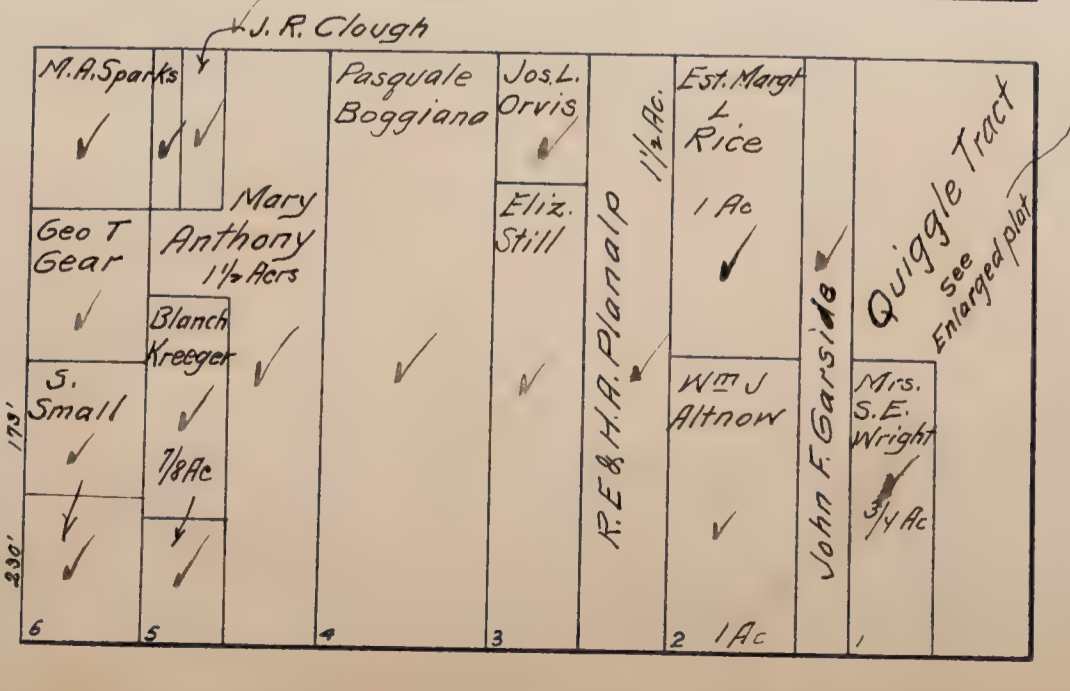 J. R. Clough
M.A.Sparks
Pasquale
Boggiana
Jos. L.
Orvis
1½ Ac.
Est. Margt
L.
Rice
1 Ac
Quiggle Tract
See
Enlarged plat
Geo T
Gear
Mary
Anthony
1½ Acrs
Eliz.
Still
R.E & H.A. Planalp
John F. Garside
Blanch
Kreeger
7/8 Ac
S.
Small
173'
230'
Wm J
Altnow
1 Ac
Mrs.
S.E.
Wright
3/4 Ac
6
5
4
3
2
1